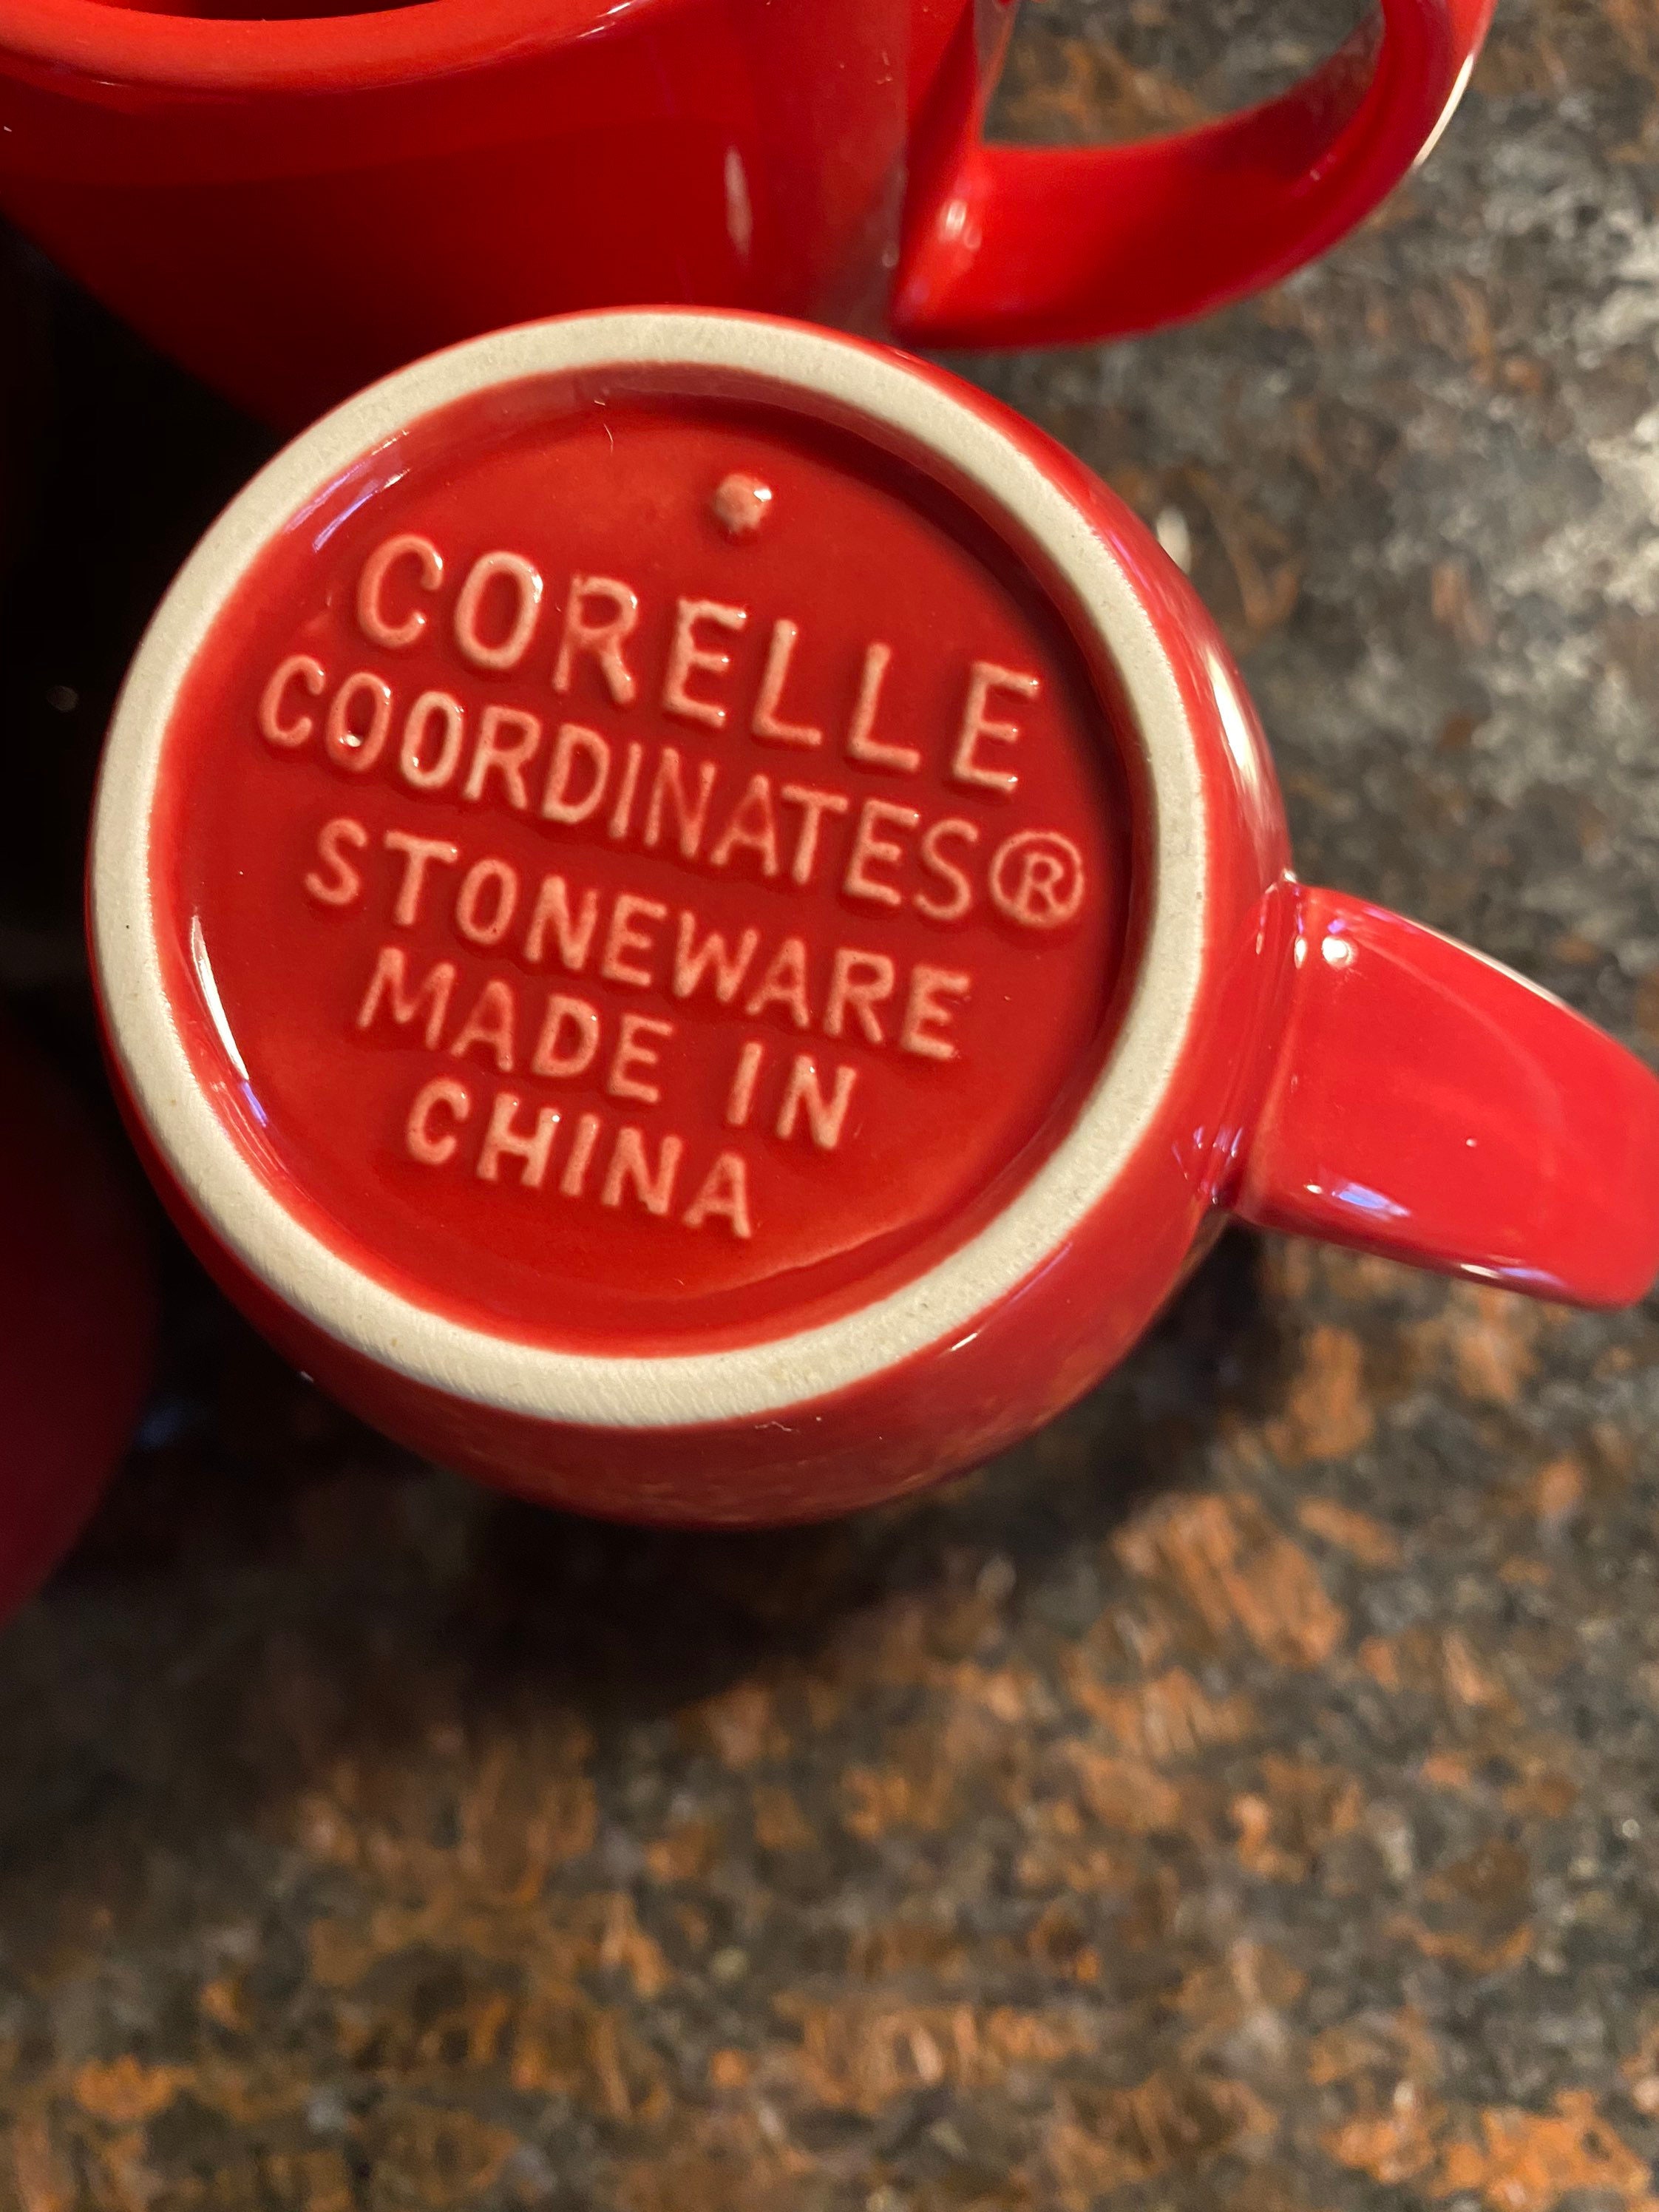 CORELLE
COORDINATES®
STONEWARE
MADE IN
CHINA